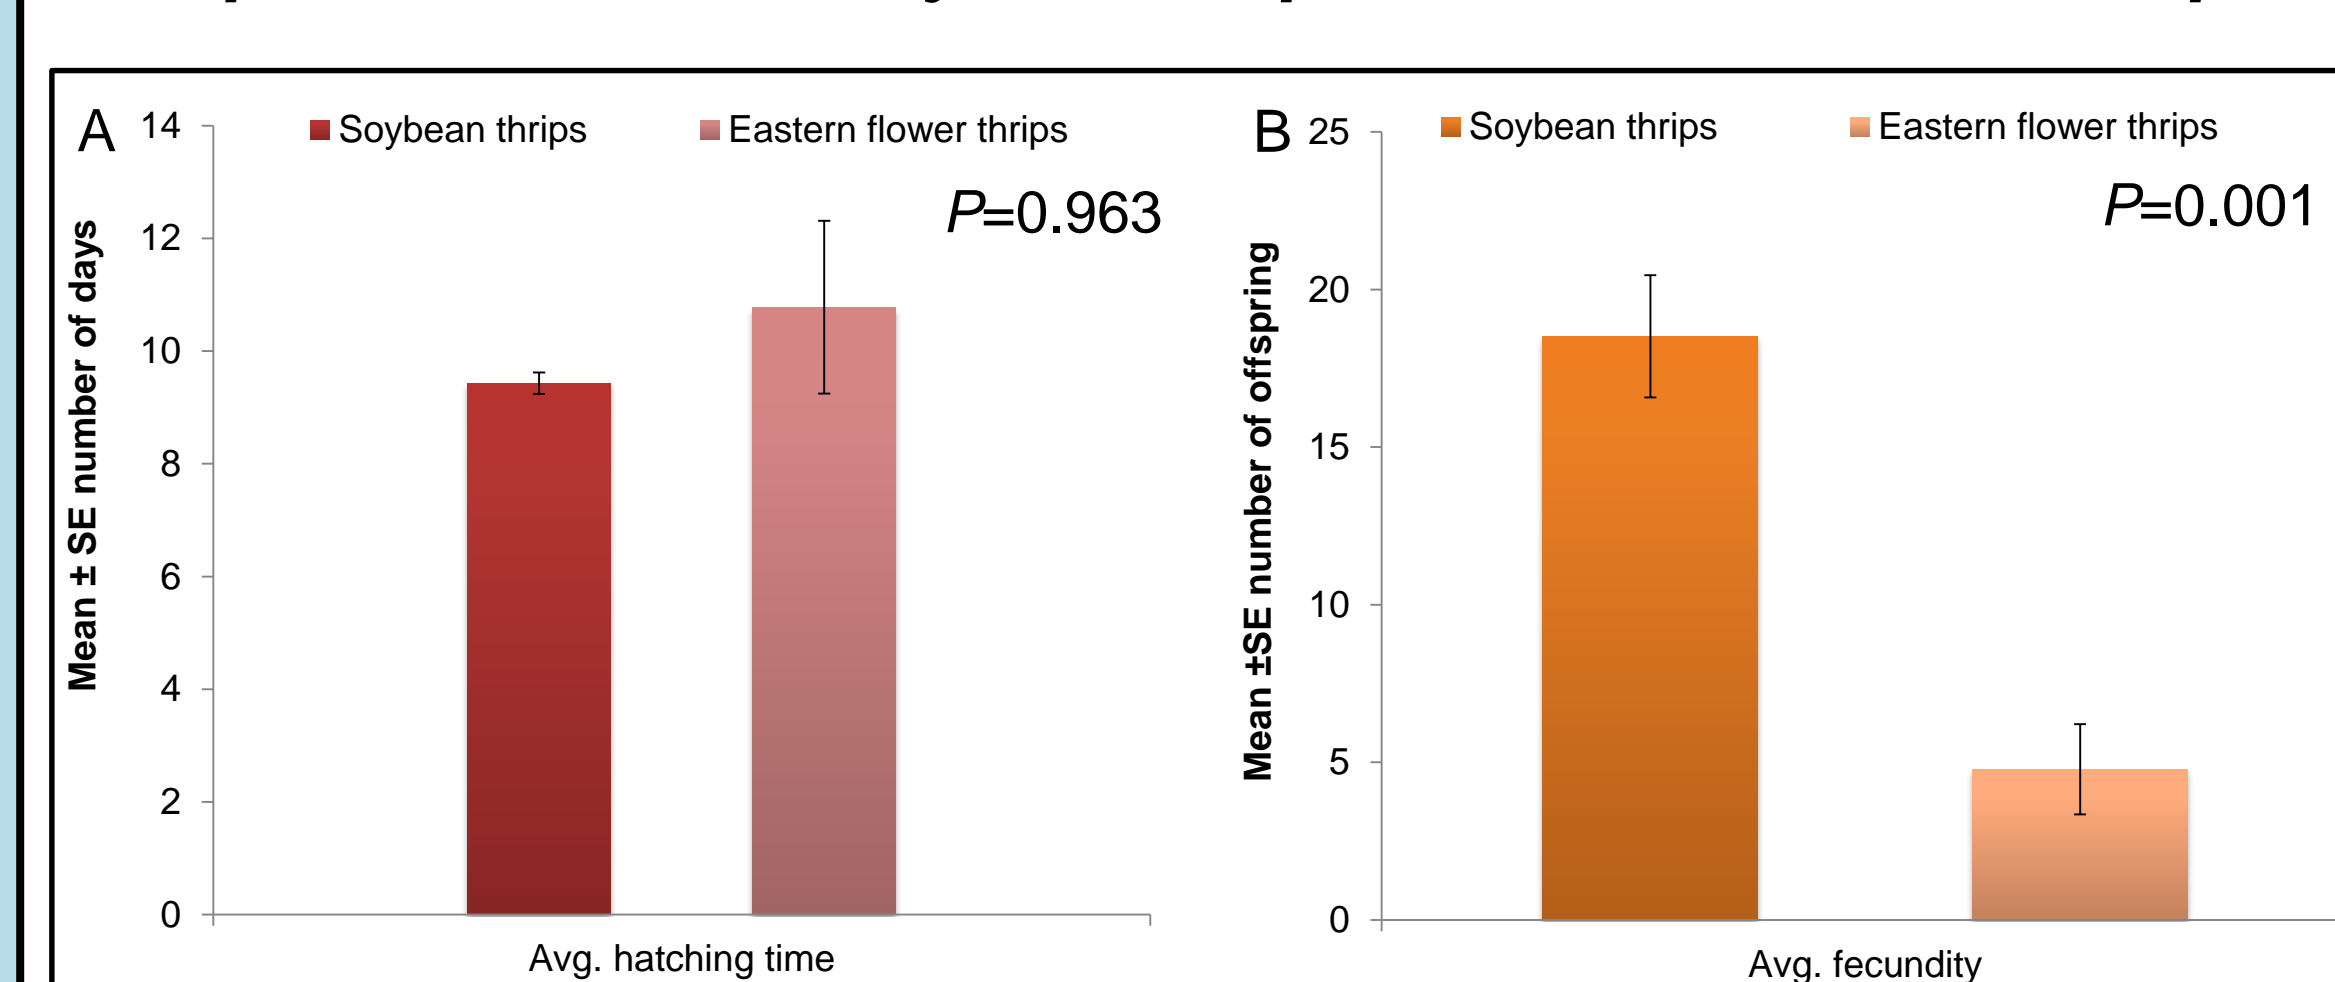 A
Soybean thrips
Eastern flower thrips
P=0.963
Mean ± SE number of days
14
12
10
8
6
4
2
0
Avg. hatching time
B
Soybean thrips
Eastern flower thrips
P=0.001
Mean ±SE number of offspring
25
20
15
10
5
0
Avg. fecundity